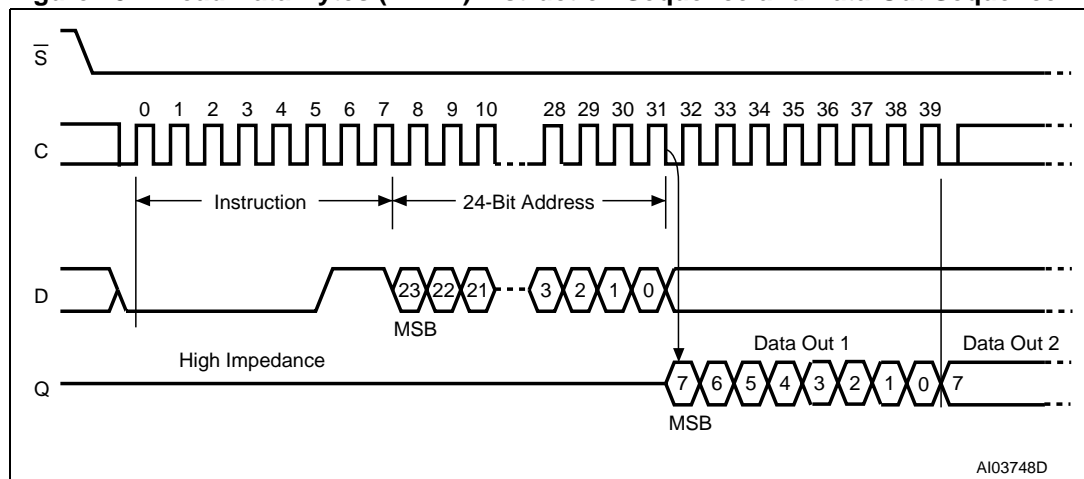 S
0 1 2 3 4 5 6 7 8 9 10 28 29 30 31 32 33 34 35 36 37 38 39
C
Instruction 24-Bit Address
D 23 22 21 3 2 1 0
MSB
High Impedance Data Out 1 Data Out 2
Q 7 6 5 4 3 2 1 0 7
MSB
AI03748D